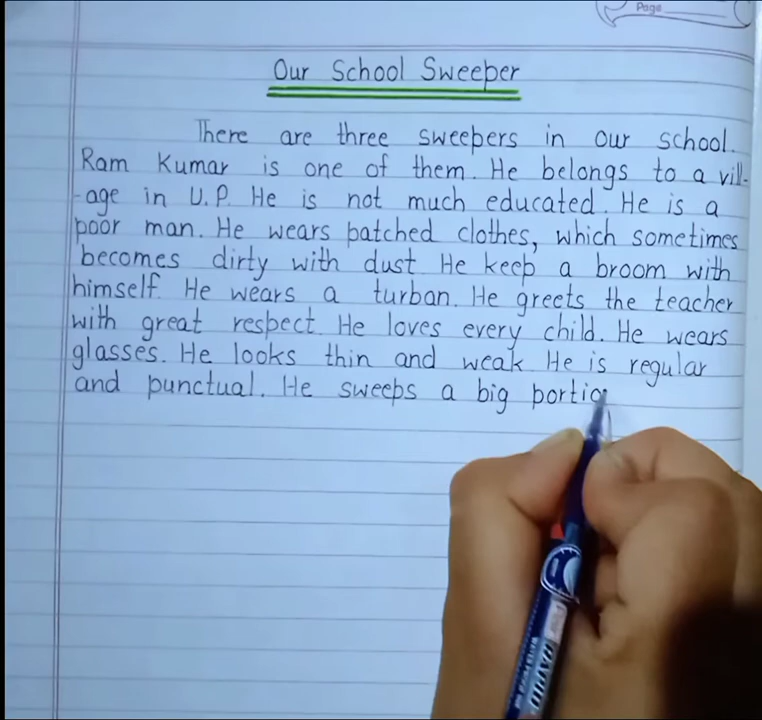 Page
Our School Sweeper
There are three sweepers in our school.
Ram Kumar is one of them. He belongs to a vill-
-age in U.P. He is not much educated. He is a
poor man. He wears patched clothes, which sometimes
becomes dirty with dust He keep a broom with
himself. He wears a turban. He greets the teacher
with great respect. He loves every child. He wears
glasses. He looks thin and weak He is regular
and punctual. He sweeps a big portio